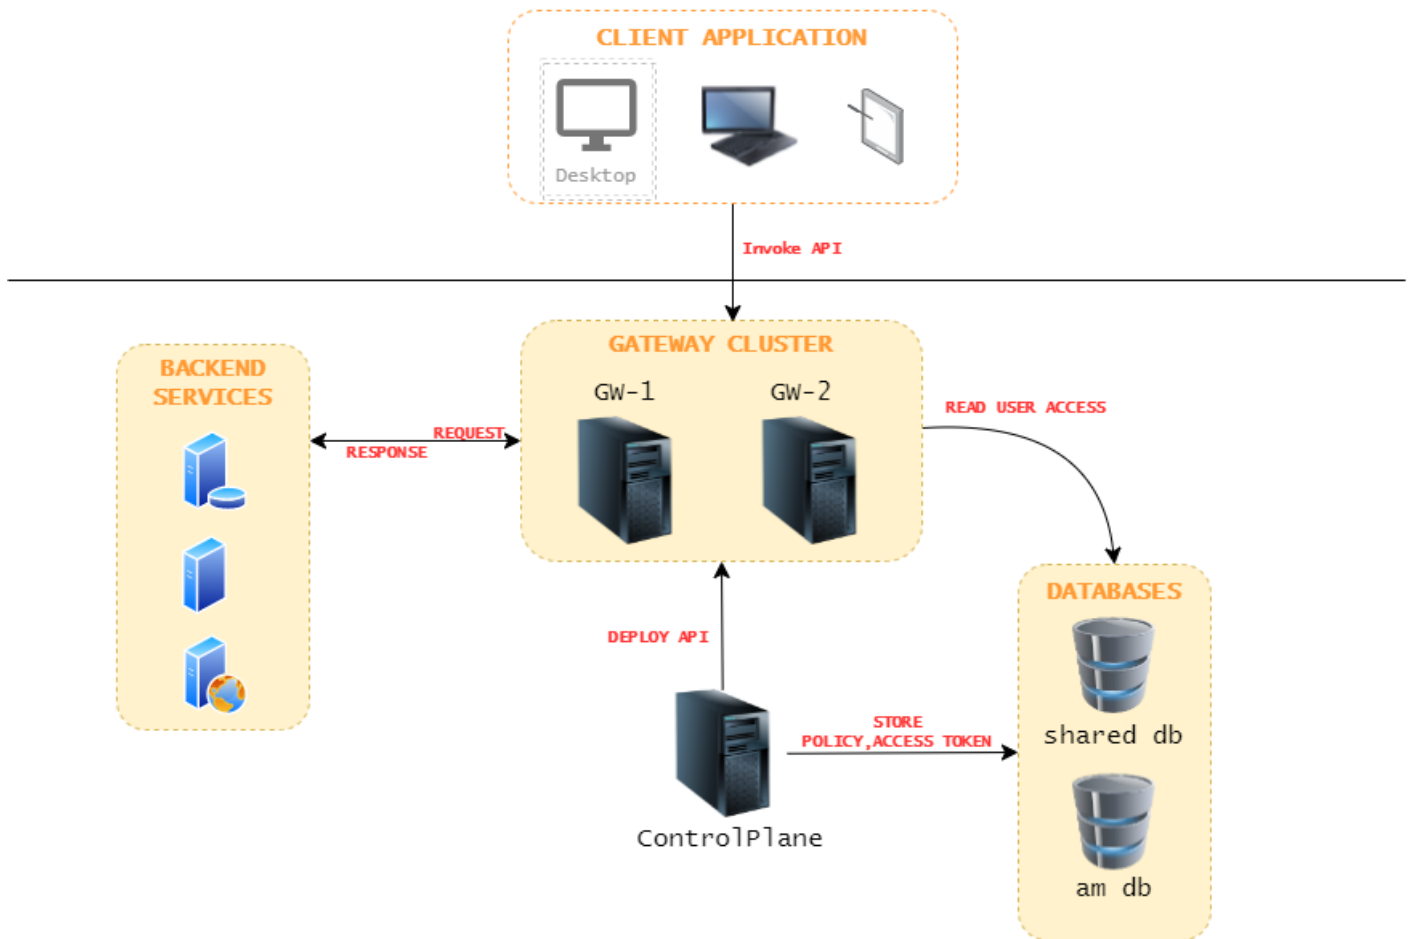 CLIENT APPLICATION
Desktop
Invoke API
GATEWAY CLUSTER
GW-1
GW-2
BACKEND
SERVICES
REQUEST
RESPONSE
READ USER ACCESS
DEPLOY API
DATABASES
shared db
STORE
POLICY,ACCESS TOKEN
ControlPlane
am db